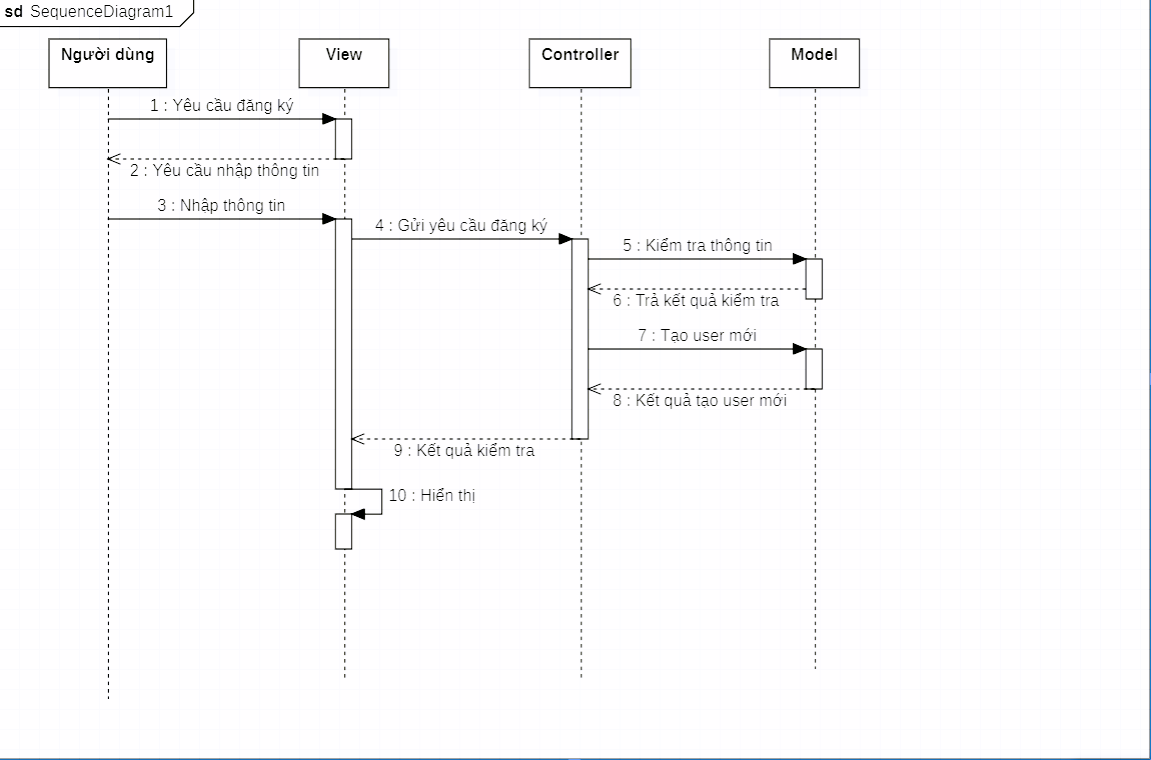 sd SequenceDiagram1
Người dùng
View
Controller
Model
1 : Yêu cầu đăng ký
2 : Yêu cầu nhập thông tin
3 : Nhập thông tin
4 : Gửi yêu cầu đăng ký
5 : Kiểm tra thông tin
6 : Trả kết quả kiểm tra
7 : Tạo user mới
8 : Kết quả tạo user mới
9 : Kết quả kiểm tra
10 : Hiển thị